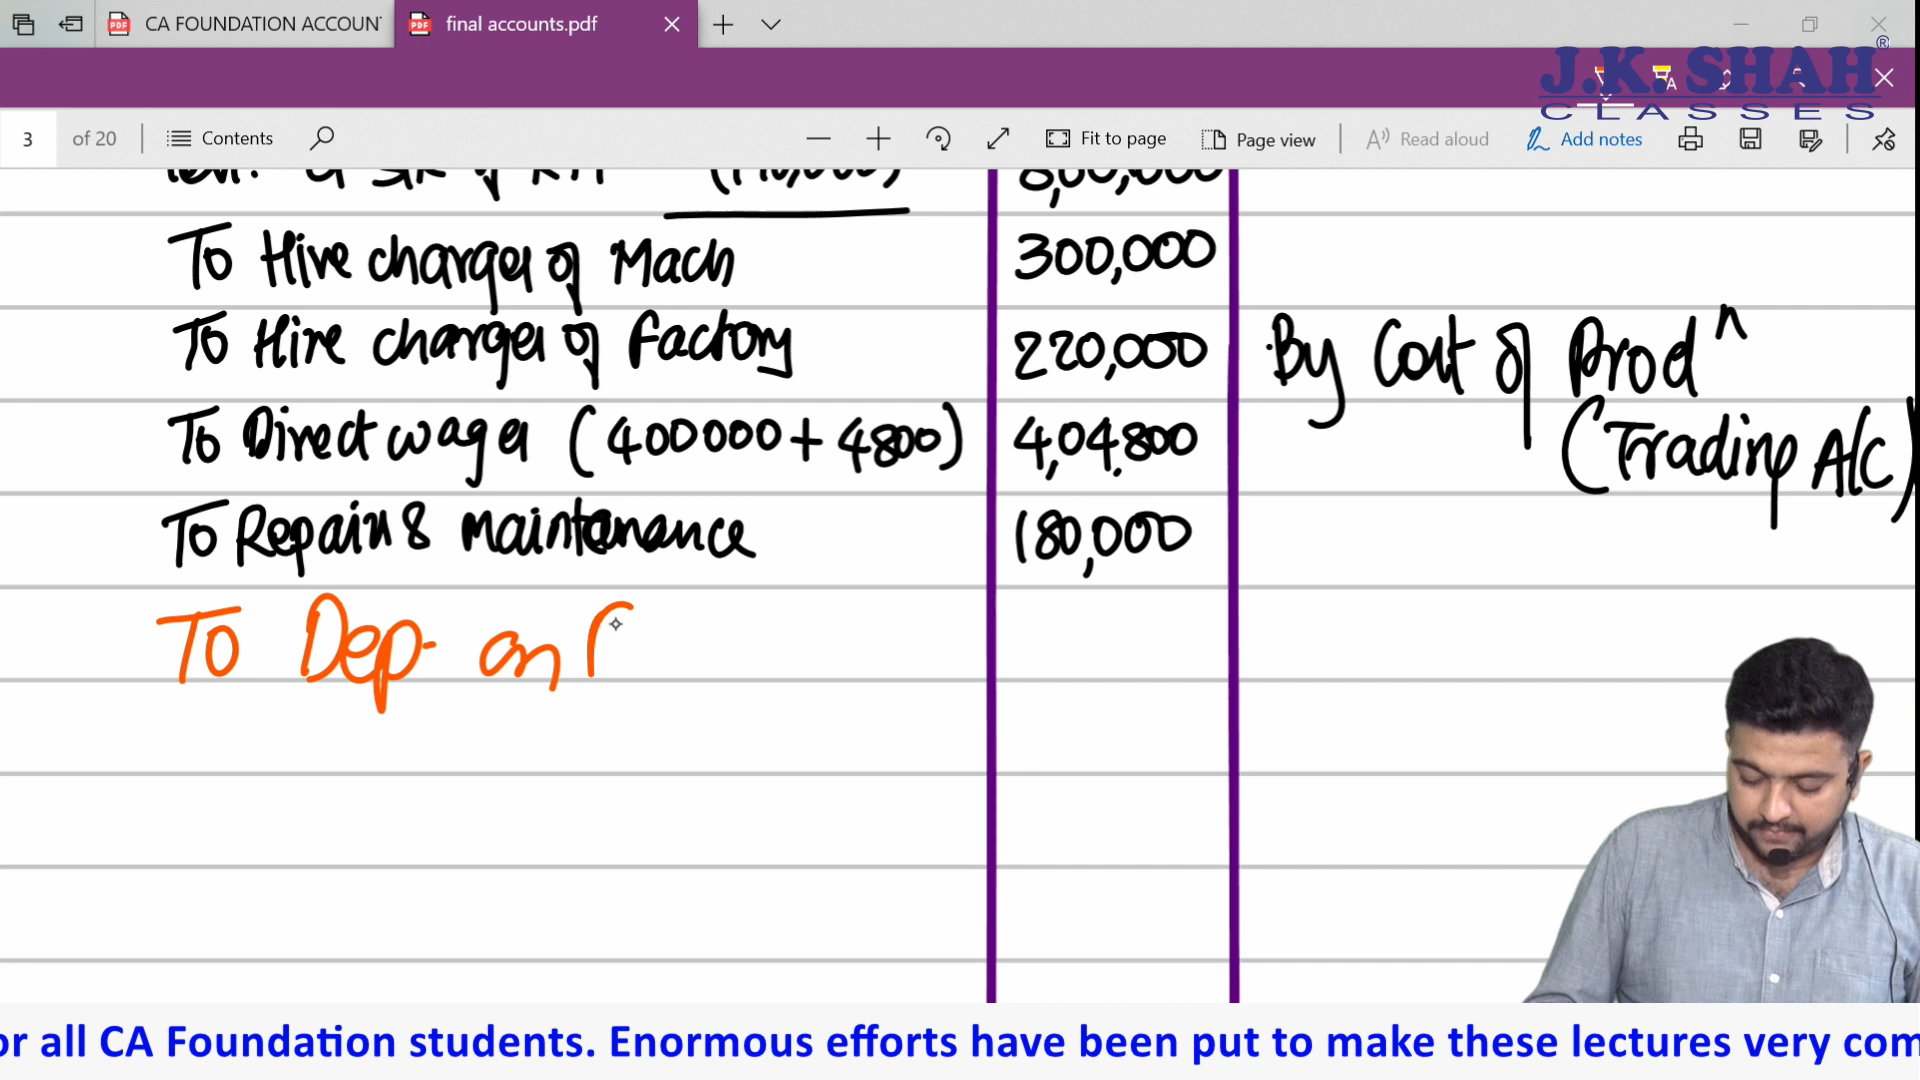 CA FOUNDATION ACCOUN
final accounts.pdf
J.K. SHAH®
CLASSES
3 of 20 Contents Fit to page Page view Read aloud Add notes
To Hire charges of Mach 300,000
To Hire charges of Factory 220,000
By Cost of Prodn
(Trading A/c)
To Direct wages (400000 + 4800) 4,04,800
To Repairs & maintenance 180,000
To Dep. on
or all CA Foundation students. Enormous efforts have been put to make these lectures very com